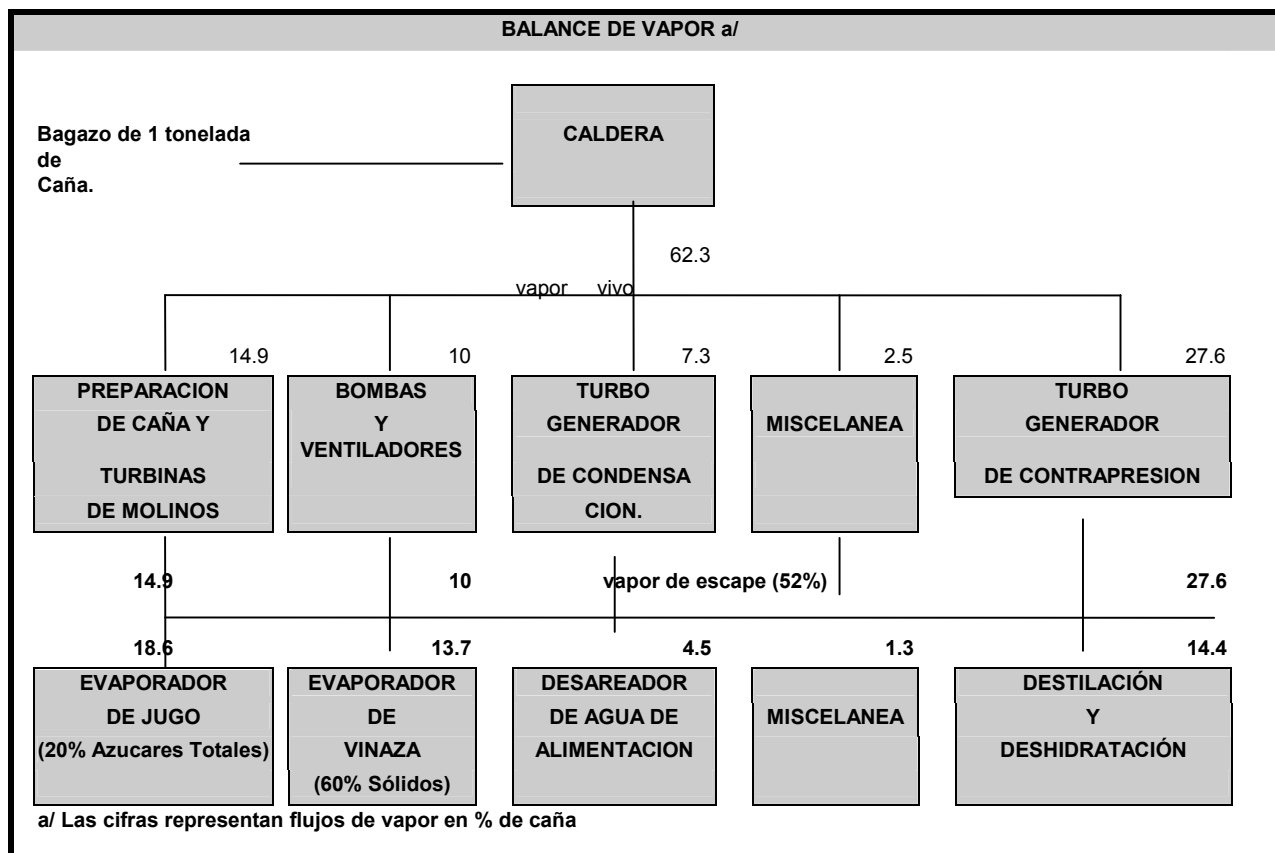 BALANCE DE VAPOR a/
Bagazo de 1 tonelada
de
Caña.
CALDERA
62.3
vapor vivo
14.9
10
7.3
2.5
27.6
PREPARACION
DE CAÑA Y
TURBINAS
DE MOLINOS
BOMBAS
Y
VENTILADORES
TURBO
GENERADOR
DE CONDENSA
CION.
MISCELANEA
TURBO
GENERADOR
DE CONTRAPRESION
14.9
10
vapor de escape (52%)
27.6
18.6
13.7
4.5
1.3
14.4
EVAPORADOR
DE JUGO
(20% Azucares Totales)
EVAPORADOR
DE
VINAZA
(60% Sólidos)
DESAREADOR
DE AGUA DE
ALIMENTACION
MISCELANEA
DESTILACIÓN
Y
DESHIDRATACIÓN
a/ Las cifras representan flujos de vapor en % de caña